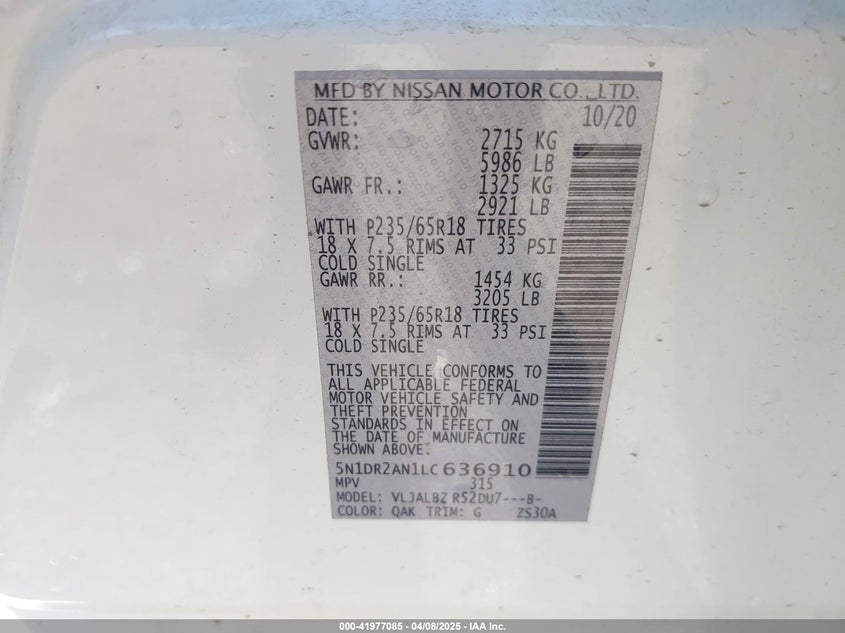 MFD BY NISSAN MOTOR CO., LTD.
DATE: 10/20
GVWR: 2715 KG
5986 LB
GAWR FR.: 1325 KG
2921 LB
WITH P235/65R18 TIRES
18 X 7.5 RIMS AT 33 PSI
COLD SINGLE
GAWR RR.: 1454 KG
3205 LB
WITH P235/65R18 TIRES
18 X 7.5 RIMS AT 33 PSI
COLD SINGLE
THIS VEHICLE CONFORMS TO
ALL APPLICABLE FEDERAL
MOTOR VEHICLE SAFETY AND
THEFT PREVENTION
STANDARDS IN EFFECT ON
THE DATE OF MANUFACTURE
SHOWN ABOVE.
5N1DR2AN1LC636910
MPV 315
MODEL: VLJALBZ R52DU7---B-
COLOR: QAK TRIM: G ZS30A
000-41977085 - 04/08/2025 - IAA Inc.